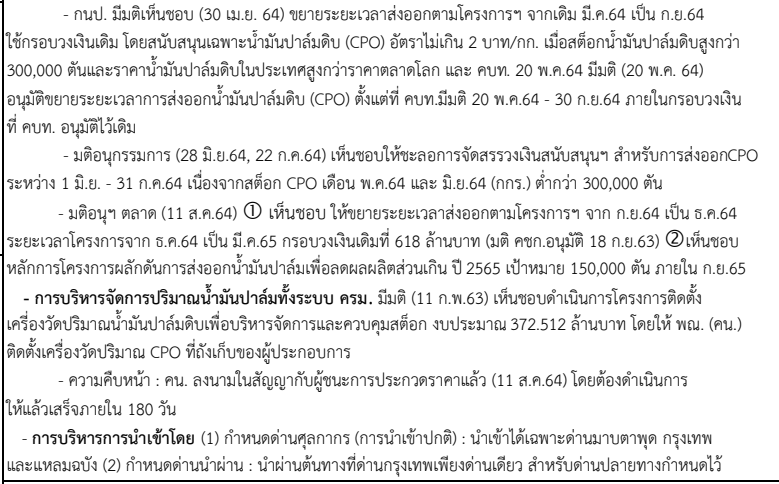 - กนป. มีมติเห็นชอบ (30 เม.ย. 64) ขยายระยะเวลาส่งออกตามโครงการฯ จากเดิม มี.ค.64 เป็น ก.ย.64
ใช้กรอบวงเงินเดิม โดยสนับสนุนเฉพาะน้ำมันปาล์มดิบ (CPO) อัตราไม่เกิน 2 บาท/กก. เมื่อสต็อกน้ำมันปาล์มดิบสูงกว่า
300,000 ตันและราคาน้ำมันปาล์มดิบในประเทศสูงกว่าราคาตลาดโลก และ คบท. 20 พ.ค.64 มีมติ (20 พ.ค. 64)
อนุมัติขยายระยะเวลาการส่งออกน้ำมันปาล์มดิบ (CPO) ตั้งแต่ที่ คบท.มีมติ 20 พ.ค.64 - 30 ก.ย.64 ภายในกรอบวงเงิน
ที่ คบท. อนุมัติไว้เดิม
- มติอนุกรรมการ (28 มิ.ย.64, 22 ก.ค.64) เห็นชอบให้ชะลอการจัดสรรวงเงินสนับสนุนฯ สำหรับการส่งออกCPO
ระหว่าง 1 มิ.ย. - 31 ก.ค.64 เนื่องจากสต็อก CPO เดือน พ.ค.64 และ มิ.ย.64 (กกร.) ต่ำกว่า 300,000 ตัน
- มติอนุฯ ตลาด (11 ส.ค.64) ① เห็นชอบ ให้ขยายระยะเวลาส่งออกตามโครงการฯ จาก ก.ย.64 เป็น ธ.ค.64
ระยะเวลาโครงการจาก ธ.ค.64 เป็น มี.ค.65 กรอบวงเงินเดิมที่ 618 ล้านบาท (มติ คชก.อนุมัติ 18 ก.ย.63) ②เห็นชอบ
หลักการโครงการผลักดันการส่งออกน้ำมันปาล์มเพื่อลดผลผลิตส่วนเกิน ปี 2565 เป้าหมาย 150,000 ตัน ภายใน ก.ย.65
- การบริหารจัดการปริมาณน้ำมันปาล์มทั้งระบบ ครม. มีมติ (11 ก.พ.63) เห็นชอบดำเนินการโครงการติดตั้ง
เครื่องวัดปริมาณน้ำมันปาล์มดิบเพื่อบริหารจัดการและควบคุมสต็อก งบประมาณ 372.512 ล้านบาท โดยให้ พณ. (คน.)
ติดตั้งเครื่องวัดปริมาณ CPO ที่ถังเก็บของผู้ประกอบการ
- ความคืบหน้า : คน. ลงนามในสัญญากับผู้ชนะการประกวดราคาแล้ว (11 ส.ค.64) โดยต้องดำเนินการ
ให้แล้วเสร็จภายใน 180 วัน
- การบริหารการนำเข้าโดย (1) กำหนดด่านศุลกากร (การนำเข้าปกติ) : นำเข้าได้เฉพาะด่านมาบตาพุด กรุงเทพ
และแหลมฉบัง (2) กำหนดด่านนำผ่าน : นำผ่านต้นทางที่ด่านกรุงเทพเพียงด่านเดียว สำหรับด่านปลายทางกำหนดไว้